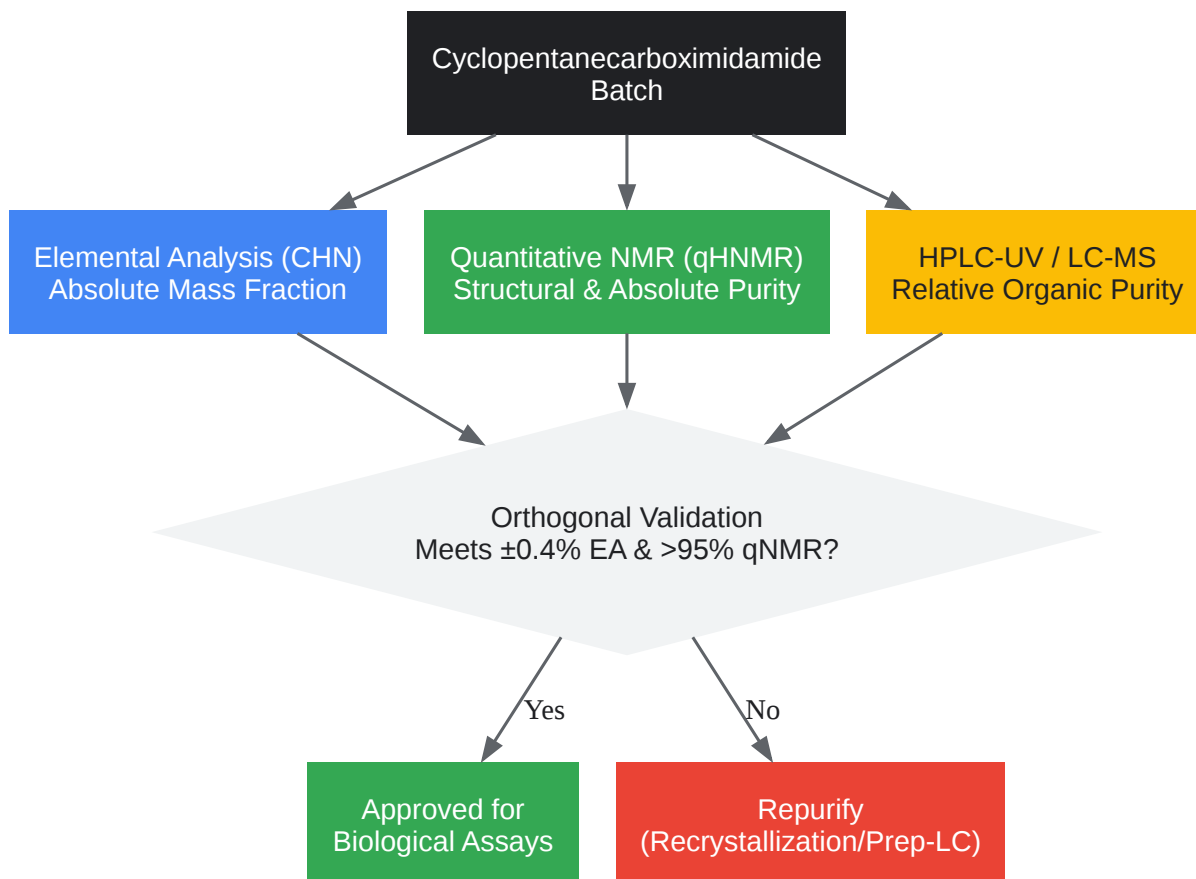 Cyclopentanecarboximidamide
Batch
Elemental Analysis (CHN)
Absolute Mass Fraction
Quantitative NMR (qHNMR)
Structural & Absolute Purity
HPLC-UV / LC-MS
Relative Organic Purity
Orthogonal Validation
Meets ±0.4% EA & >95% qNMR?
Yes
No
Approved for
Biological Assays
Repurify
(Recrystallization/Prep-LC)